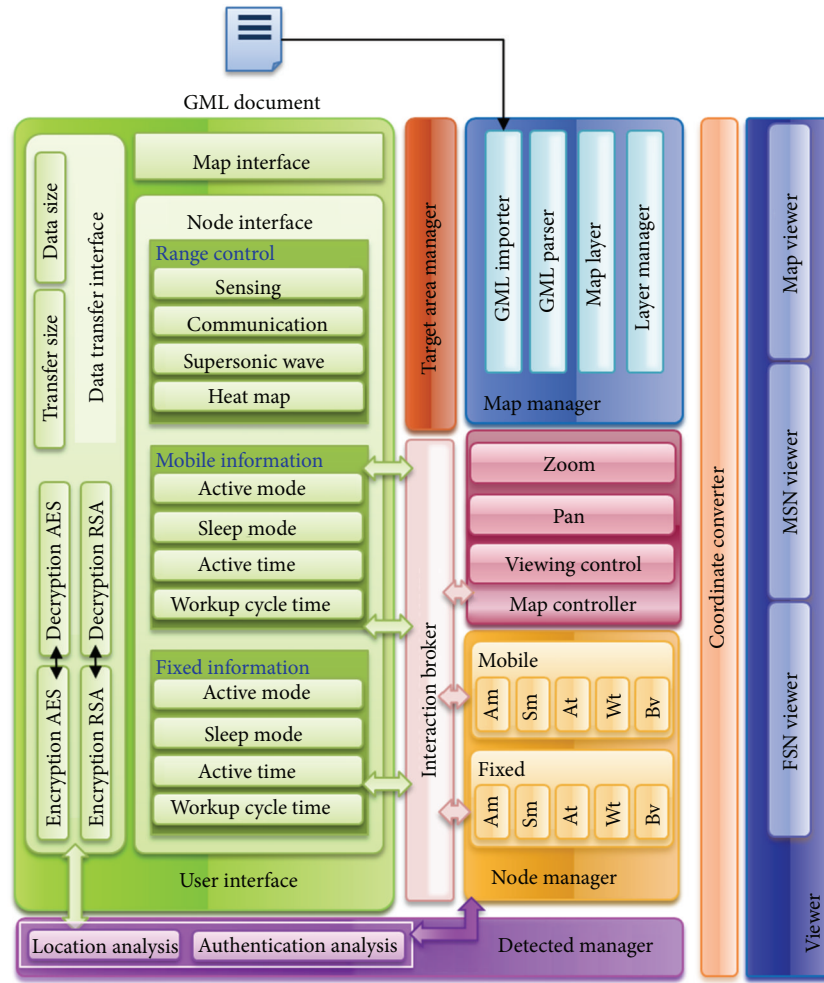 GML document
Map interface
Data size
Transfer size
Data transfer interface
Decryption AES
Decryption RSA
Encryption AES
Encryption RSA
Node interface
Range control
Sensing
Communication
Supersonic wave
Heat map
Mobile information
Active mode
Sleep mode
Active time
Workup cycle time
Fixed information
Active mode
Sleep mode
Active time
Workup cycle time
User interface
Target area manager
Interaction broker
GML importer
GML parser
Map layer
Layer manager
Map manager
Zoom
Pan
Viewing control
Map controller
Mobile
Am
Sm
At
Wt
Bv
Fixed
Am
Sm
At
Wt
Bv
Node manager
Coordinate converter
Map viewer
MSN viewer
FSN viewer
Viewer
Location analysis
Authentication analysis
Detected manager